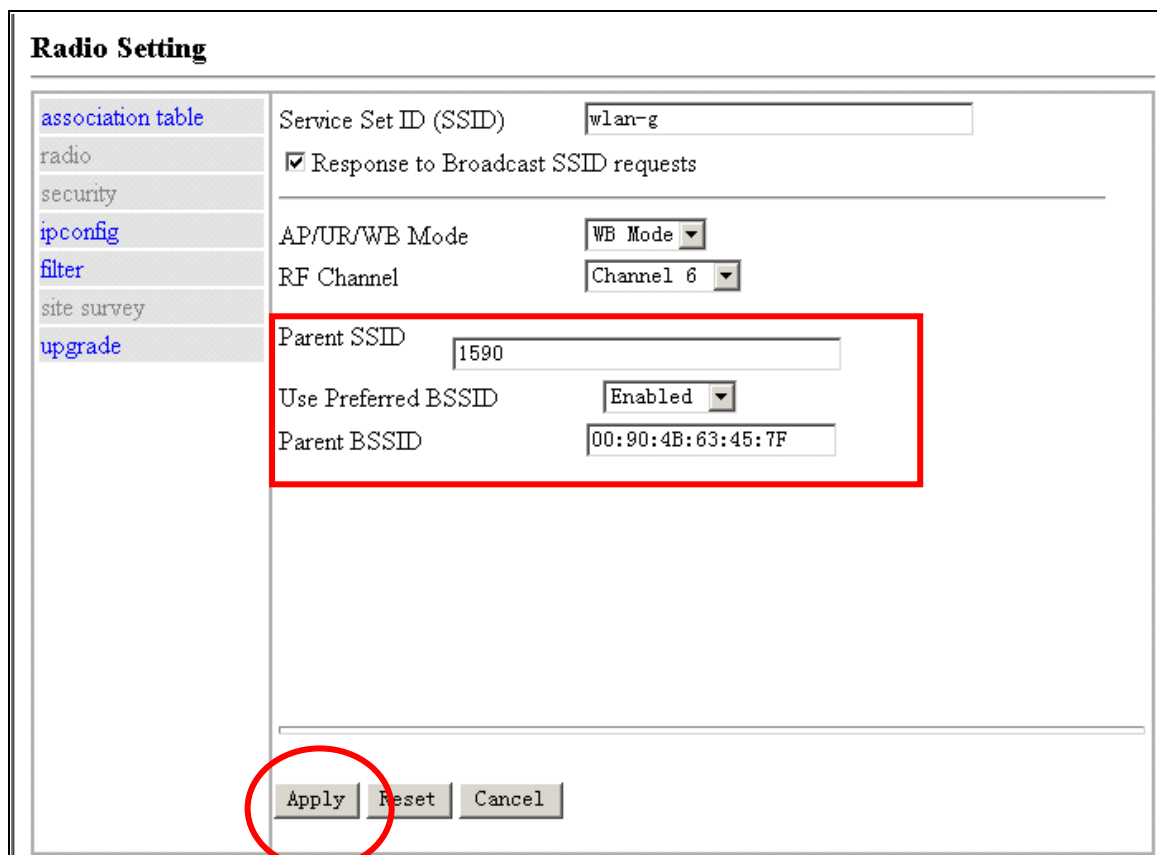 Radio Setting
association table
radio
security
ipconfig
filter
site survey
upgrade
Service Set ID (SSID) wlan-g
Response to Broadcast SSID requests
AP/UR/WB Mode WB Mode
RF Channel Channel 6
Parent SSID 1590
Use Preferred BSSID Enabled
Parent BSSID 00:90:4B:63:45:7F
Apply Reset Cancel